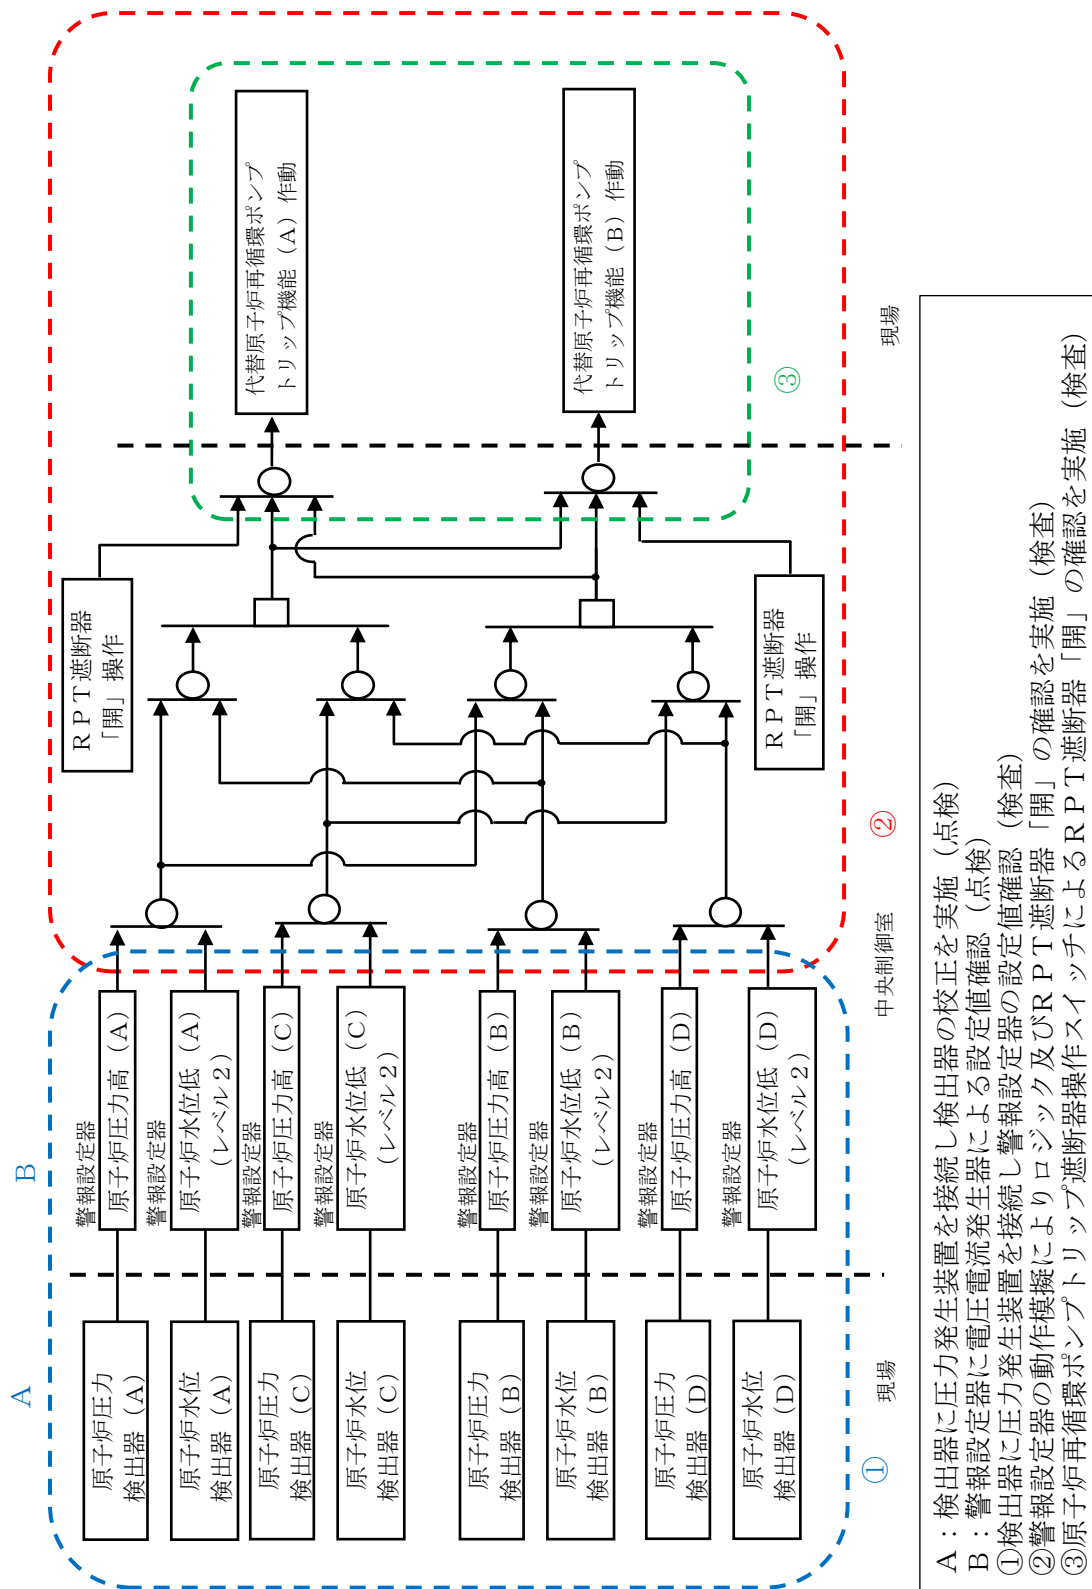 A
B
原子炉圧力
検出器（A）
原子炉水位
検出器（A）
原子炉圧力
検出器（C）
原子炉水位
検出器（C）
原子炉圧力
検出器（B）
原子炉水位
検出器（B）
原子炉圧力
検出器（D）
原子炉水位
検出器（D）
警報設定器
原子炉圧力高（A）
警報設定器
原子炉水位低（A）
（レベル2）
警報設定器
原子炉圧力高（C）
警報設定器
原子炉水位低（C）
（レベル2）
警報設定器
原子炉圧力高（B）
警報設定器
原子炉水位低（B）
（レベル2）
警報設定器
原子炉圧力高（D）
警報設定器
原子炉水位低（D）
（レベル2）
RPT遮断器
「開」操作
RPT遮断器
「開」操作
代替原子炉再循環ポンプ
トリップ機能（A）作動
代替原子炉再循環ポンプ
トリップ機能（B）作動
①
②
③
現場
中央制御室
現場
A：検出器に圧力発生装置を接続し検出器の校正を実施（点検）
B：警報設定器に電圧電流発生器による設定値確認（点検）
①検出器に圧力発生装置を接続し警報設定器の設定値確認（検査）
②警報設定器の動作模擬によりロジック及びRPT遮断器「開」の確認を実施（検査）
③原子炉再循環ポンプトリップ遮断器操作スイッチによるRPT遮断器「開」の確認を実施（検査）